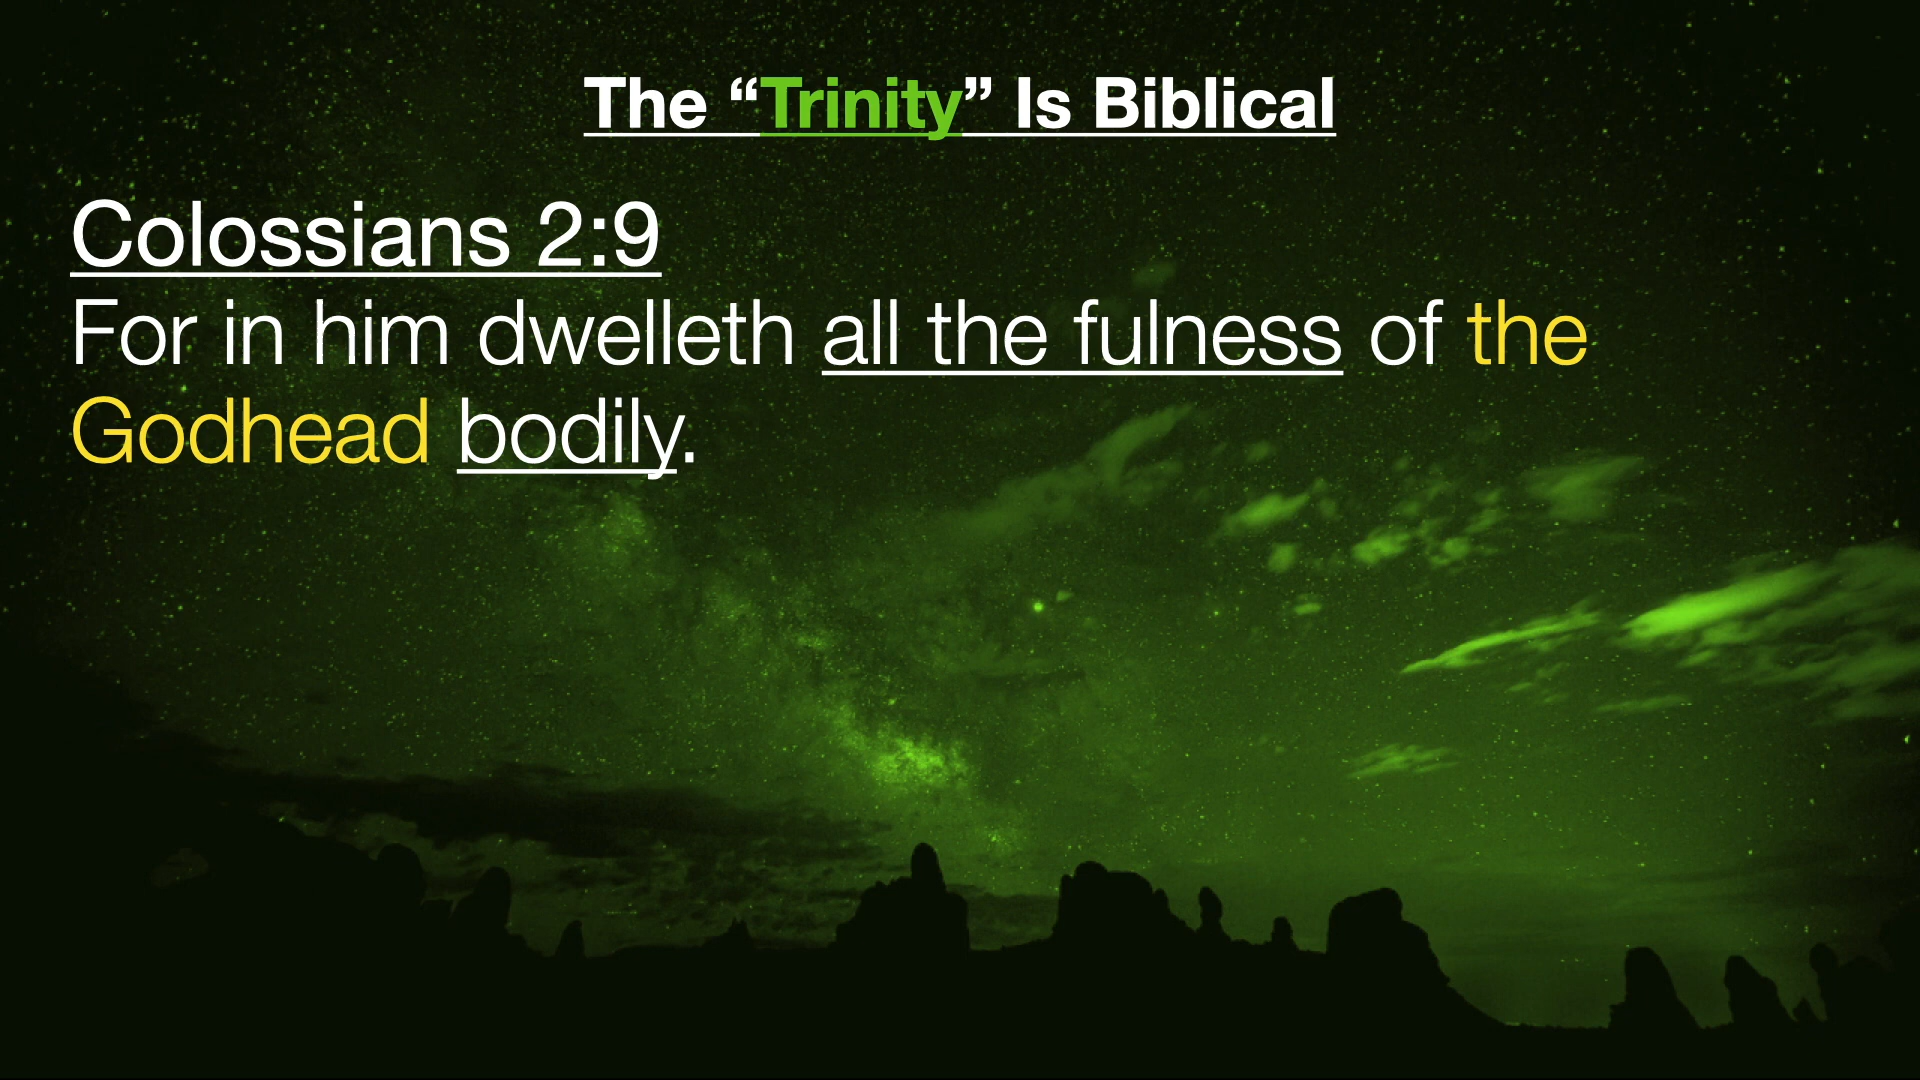 The “Trinity” Is Biblical
Colossians 2:9
For in him dwelleth all the fulness of the
Godhead bodily.